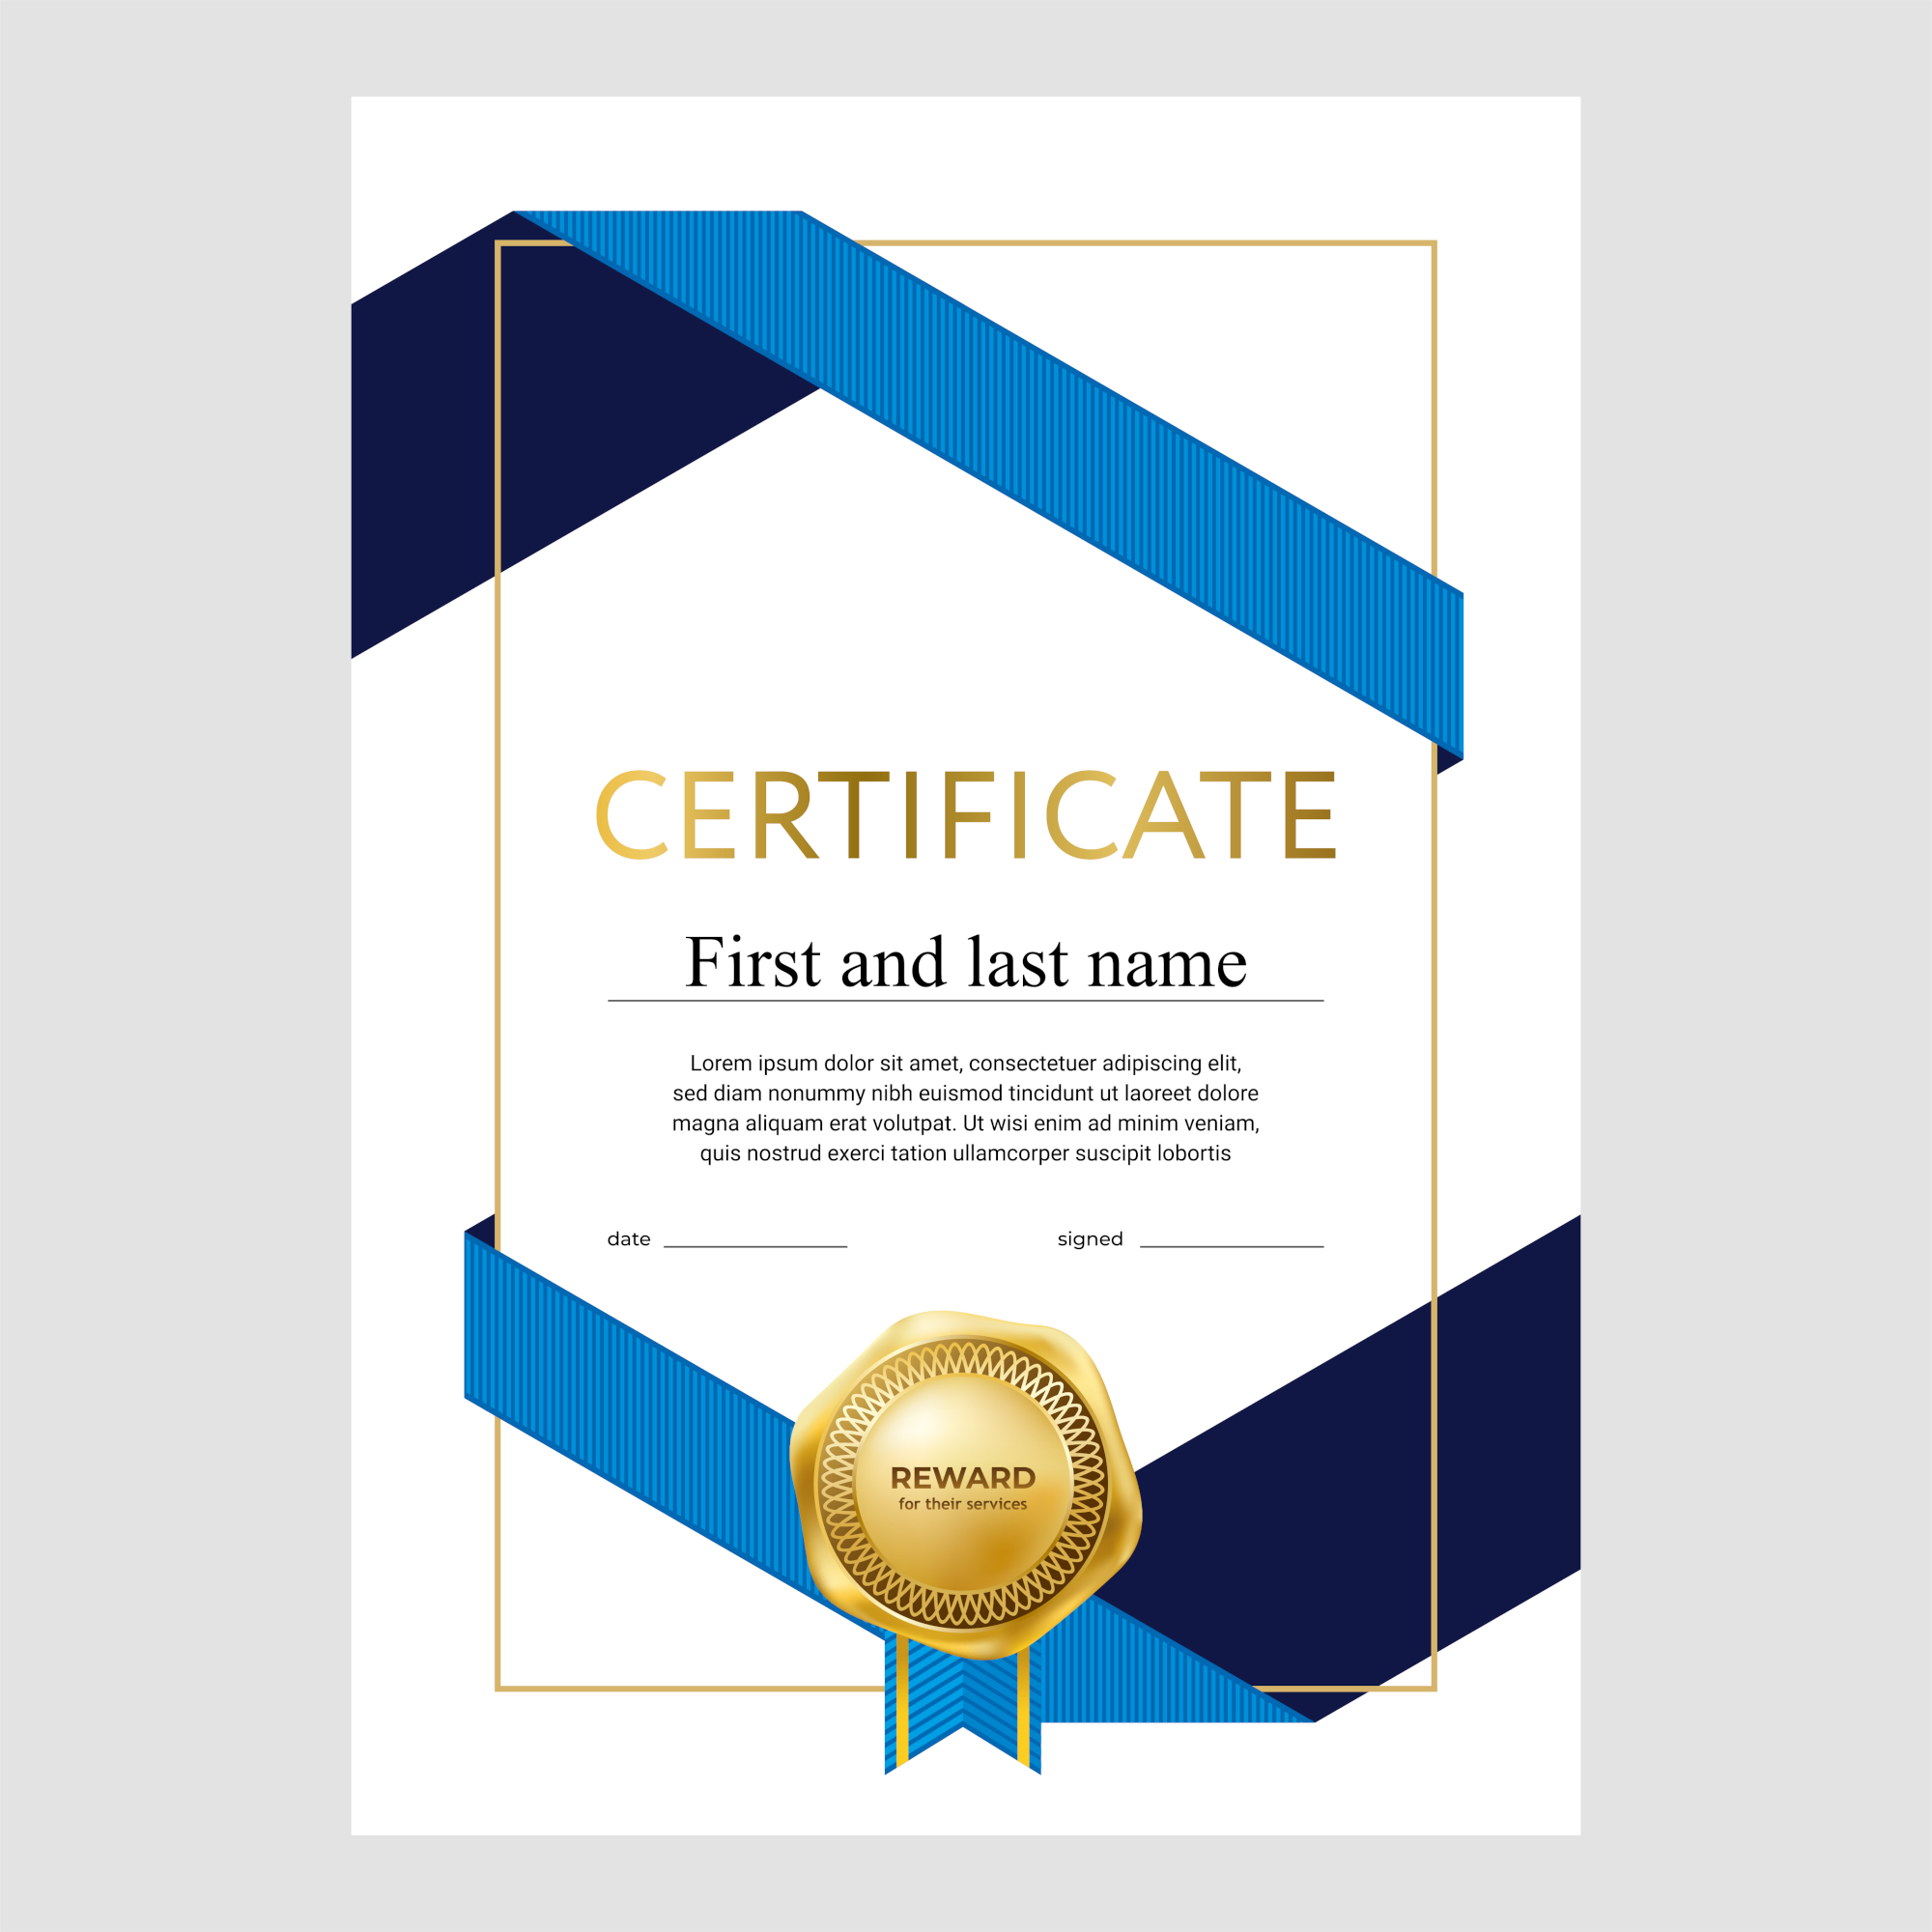 CERTIFICATE
First and last name
Lorem ipsum dolor sit amet, consectetuer adipiscing elit,
sed diam nonummy nibh euismod tincidunt ut laoreet dolore
magna aliquam erat volutpat. Ut wisi enim ad minim veniam,
quis nostrud exerci tation ullamcorper suscipit lobortis
date signed
REWARD
for their services